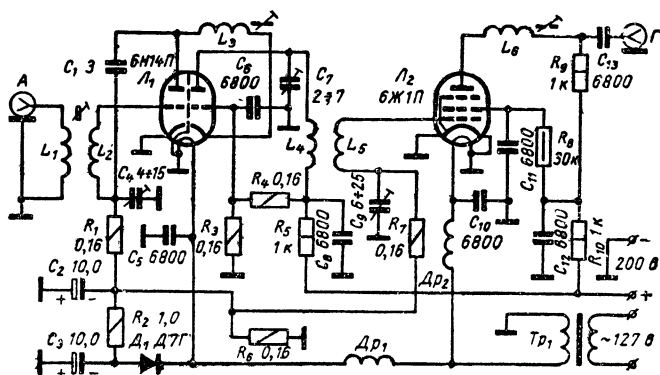 А
C₁ 3
6Н14П
Л₁
L₃
C₆
6800
C₇
2÷7
L₁
L₂
C₄ 4÷15
L₄
L₅
Л₂
6Ж1П
L₆
Г
C₁₃
6800
R₉
1к
R₈
30к
C₁₁ 6800
R₁
0,16
C₅ 6800
R₃
0,16
R₄ 0,16
R₅
1к
C₈ 6800
C₉ 6÷25
R₇
0,16
C₁₀
6800
C₁₂ 6800
R₁₀ 1к
200 в
C₂ 10,0
R₂ 1,0
C₃ 10,0
Д₁ Д7Г
R₆ 0,16
Др₁
Др₂
Тр₁
~127 в